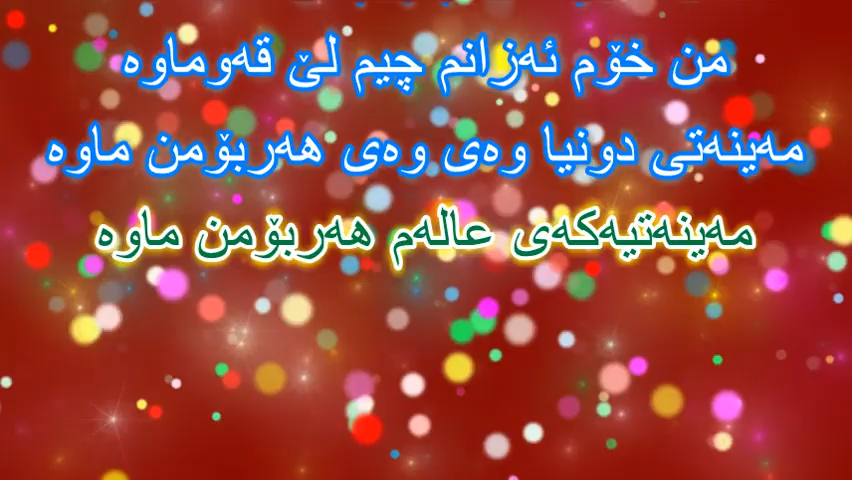 من خۆم ئەزانم چیم لێ قەوماوە
مەینەتی دونیا وەی وەی هەربۆمن ماوە
مەینەتیەکەی عالەم هەربۆمن ماوە